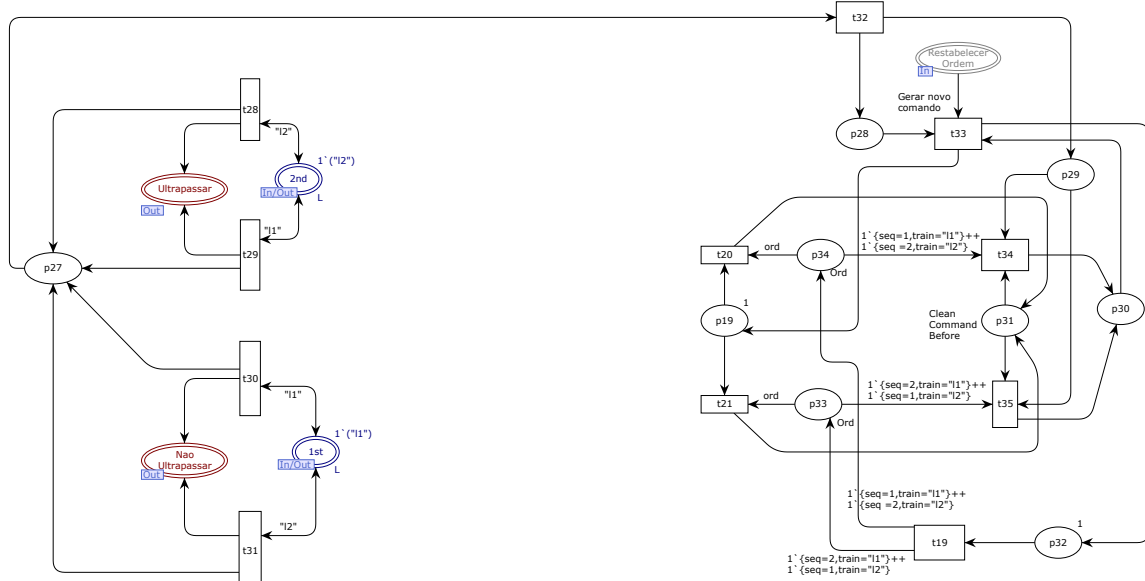 t32
Restabelecer
Ordem
In
t28
"l2"
Gerar novo
comando
p28
t33
1`("l2")
2nd
In/Out
L
Ultrapassar
Out
p29
"l1"
t29
p27
t20
ord
p34
Ord
1`{seq=1,train="l1"}++
1`{seq =2,train="l2"}
t34
p19
1
Clean
Command
Before
p31
p30
t30
"l1"
t21
ord
p33
Ord
1`{seq=2,train="l1"}++
1`{seq=1,train="l2"}
t35
1`("l1")
1st
In/Out
L
Nao
Ultrapassar
Out
"l2"
t31
1`{seq=1,train="l1"}++
1`{seq =2,train="l2"}
t19
p32
1
1`{seq=2,train="l1"}++
1`{seq=1,train="l2"}